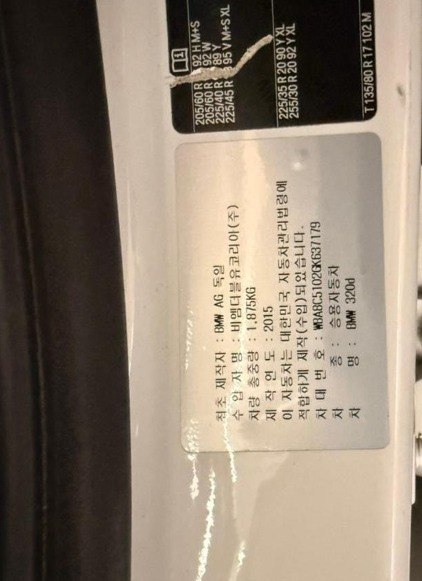 205/60 R 92 H M+S
205/60 R 92 W
225/40 R 89 Y
225/45 R 95 V M+S XL
225/35 R 20 90 Y XL
255/30 R 20 92 Y XL
T 135/80 R 17 102 M
최초 제작자 : BMW AG 독일
수 입 자 명 : 비엠더블유코리아(주)
차량 총중량 : 1,875KG
제 작 연 도 : 2015
이 자동차는 대한민국 자동차관리법령에
적합하게 제작(수입)되었습니다.
차 대 번 호 : WBA8C5102GK637179
차 종 : 승용자동차
차 명 : BMW 320d